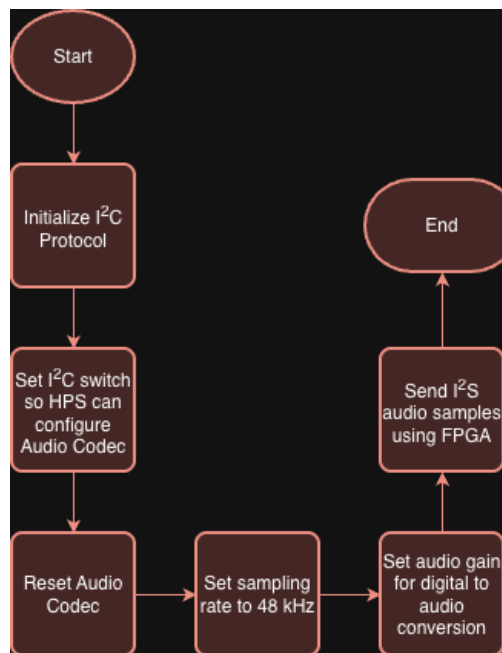 Start
Initialize I²C
Protocol
Set I²C switch
so HPS can
configure
Audio Codec
Reset Audio
Codec
Set sampling
rate to 48 kHz
Set audio gain
for digital to
audio
conversion
Send I²S
audio samples
using FPGA
End